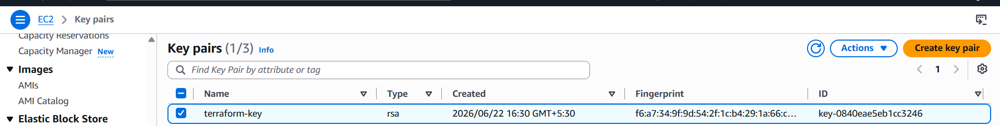 EC2 > Key pairs
Capacity Reservations
Capacity Manager New
Images
AMIs
AMI Catalog
Elastic Block Store
Key pairs (1/3) Info
Actions
Create key pair
Find Key Pair by attribute or tag
1
Name Type Created Fingerprint ID
terraform-key rsa 2026/06/22 16:30 GMT+5:30 f6:a7:34:9f:9d:54:2f:1c:b4:29:1a:66:c... key-0840eae5eb1cc3246